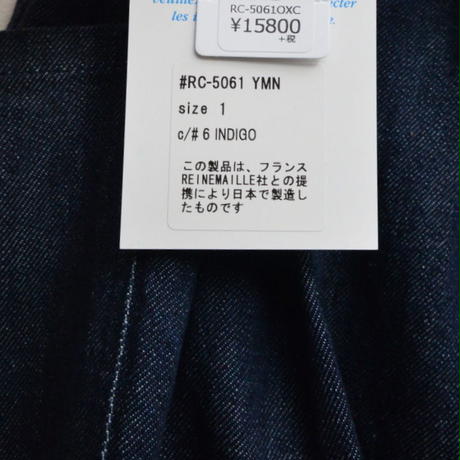 RC-5061OXC
¥15800
+税
#RC-5061 YMN
size 1
c/# 6 INDIGO
この製品は、フランス
REINEMAILLE社との提
携により日本で製造し
たものです